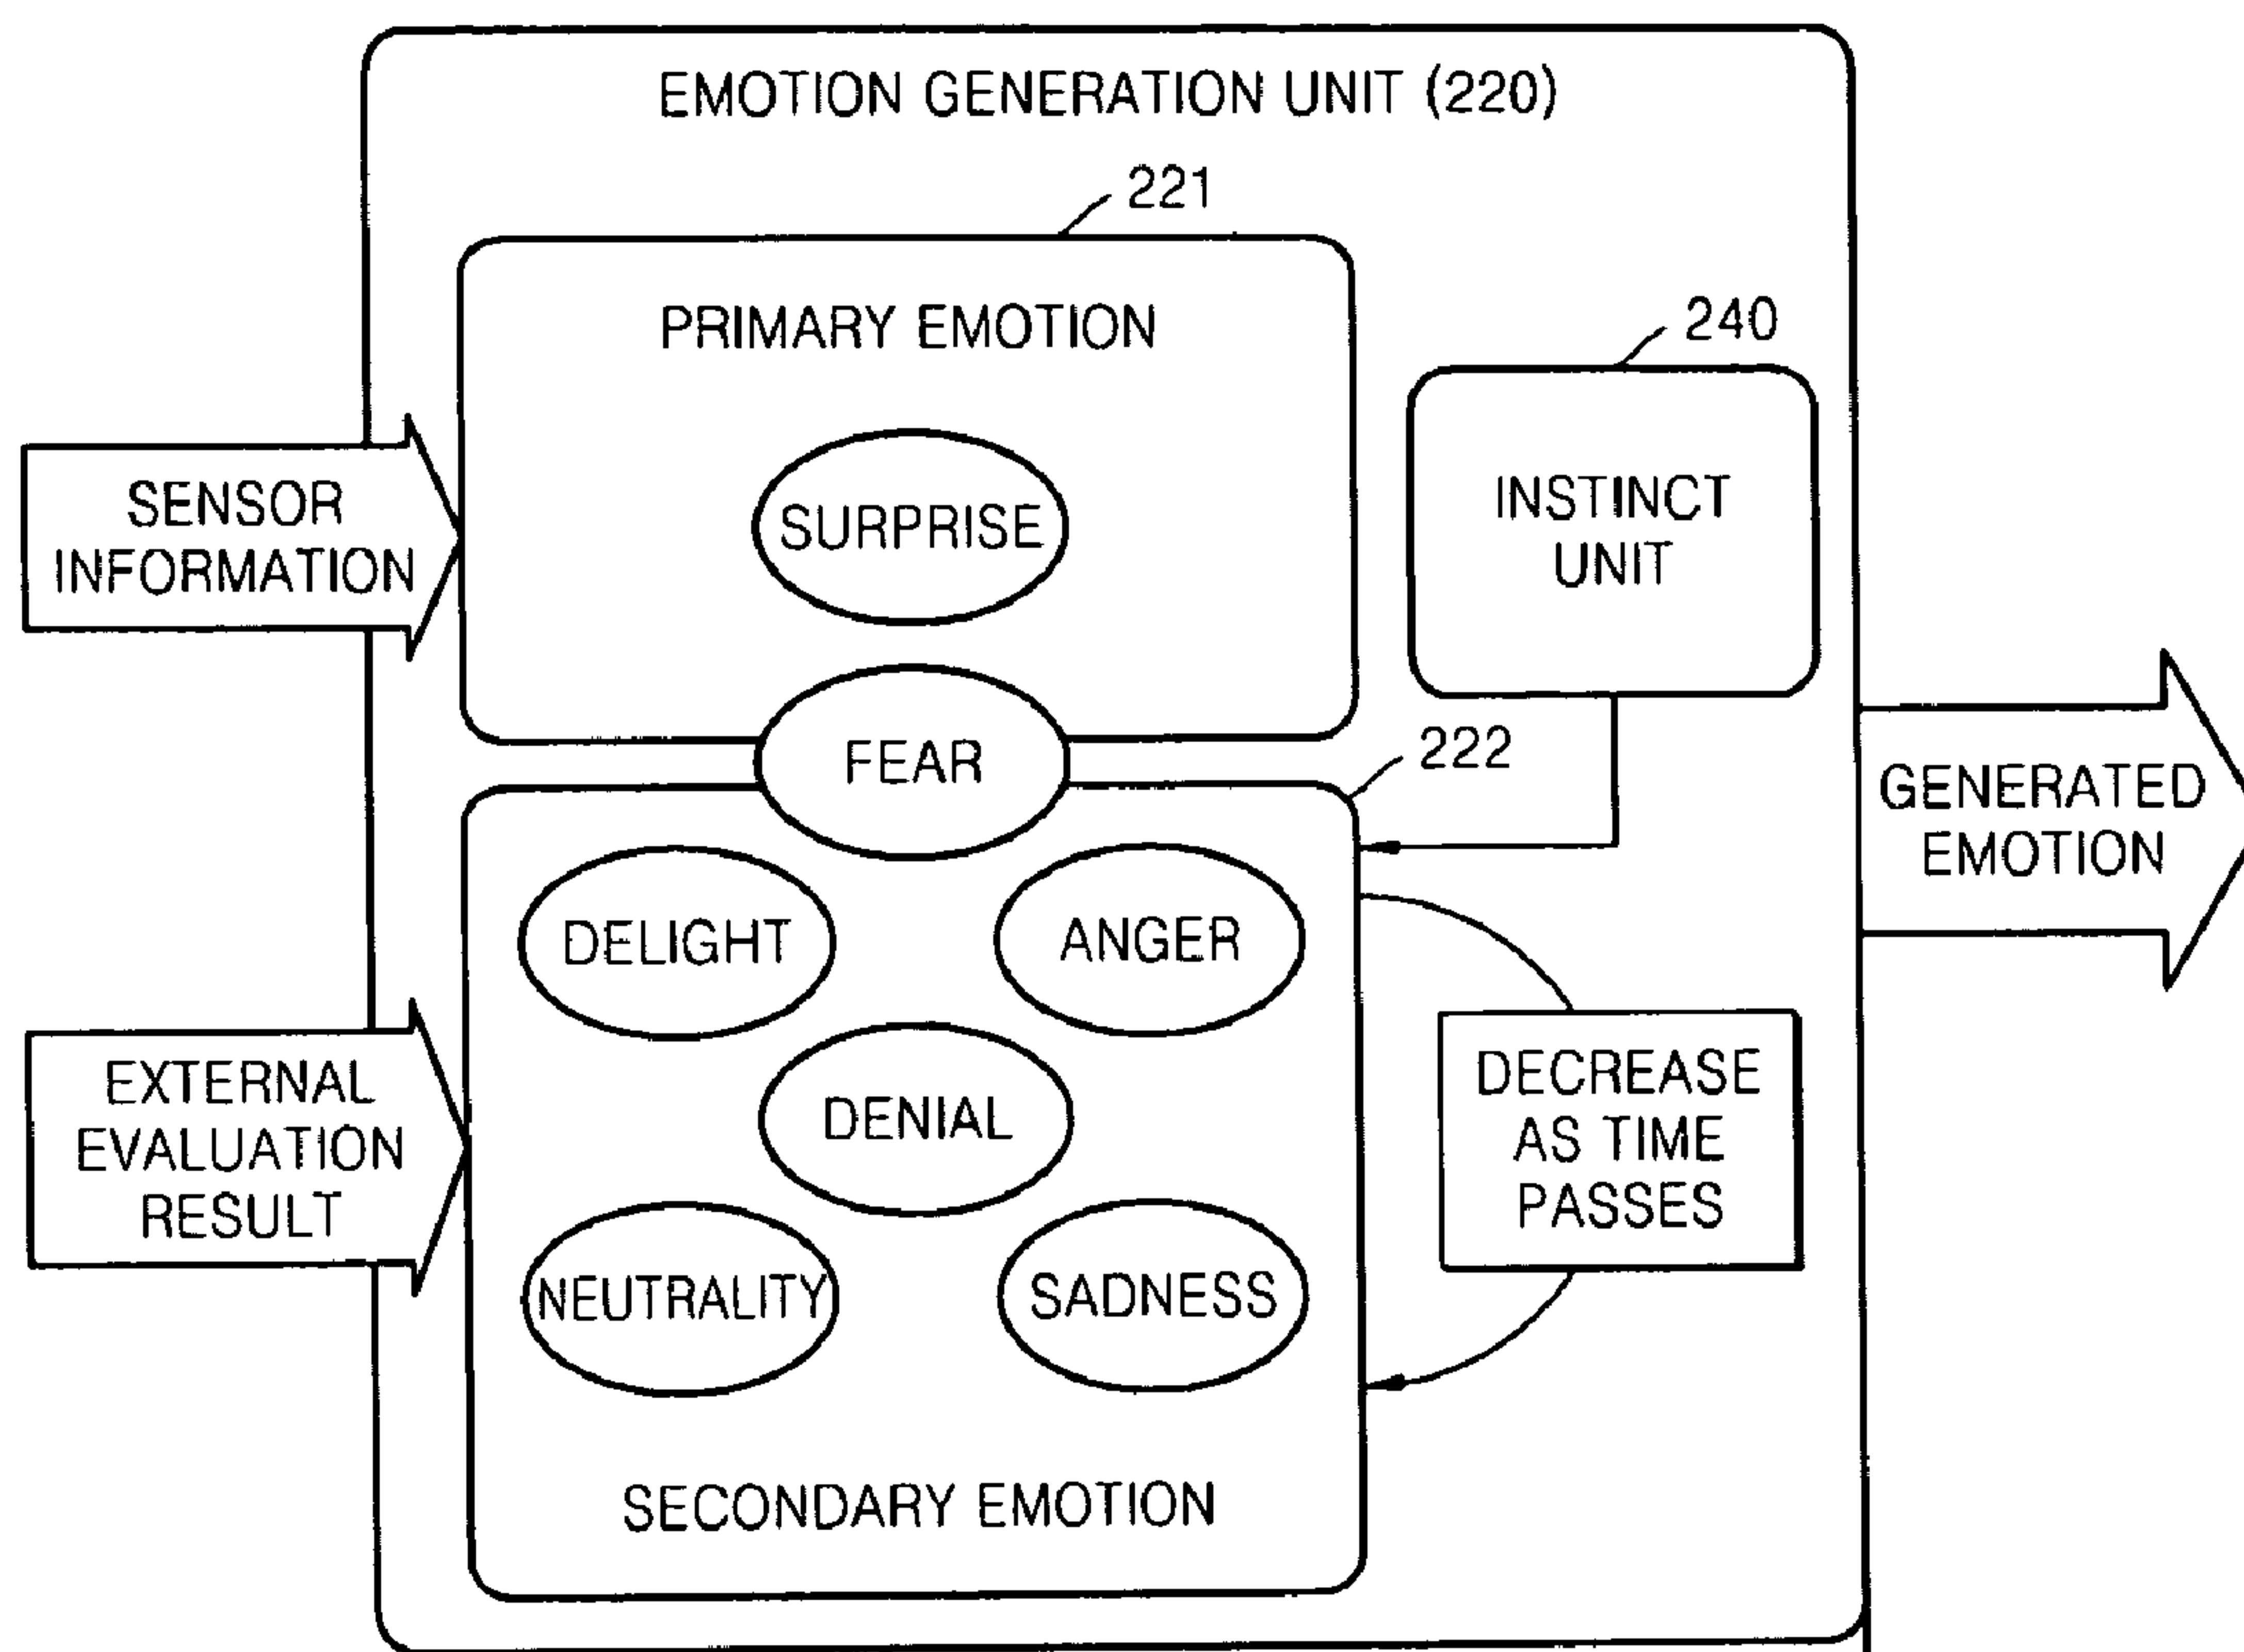 EMOTION GENERATION UNIT (220)
221
PRIMARY EMOTION
240
SENSOR
INFORMATION
SURPRISE
INSTINCT
UNIT
FEAR
222
GENERATED
EMOTION
DELIGHT
ANGER
EXTERNAL
EVALUATION
RESULT
DENIAL
DECREASE
AS TIME
PASSES
NEUTRALITY
SADNESS
SECONDARY EMOTION